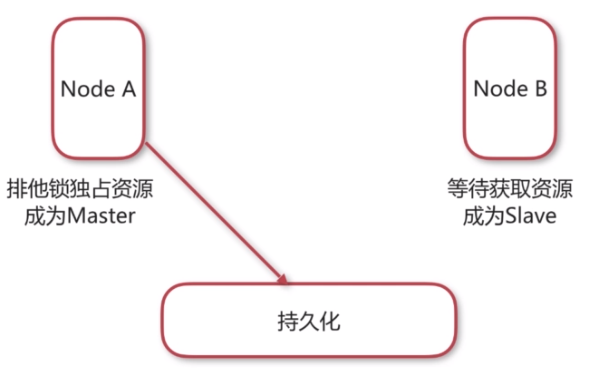 Node A
Node B
排他锁独占资源
成为Master
等待获取资源
成为Slave
持久化